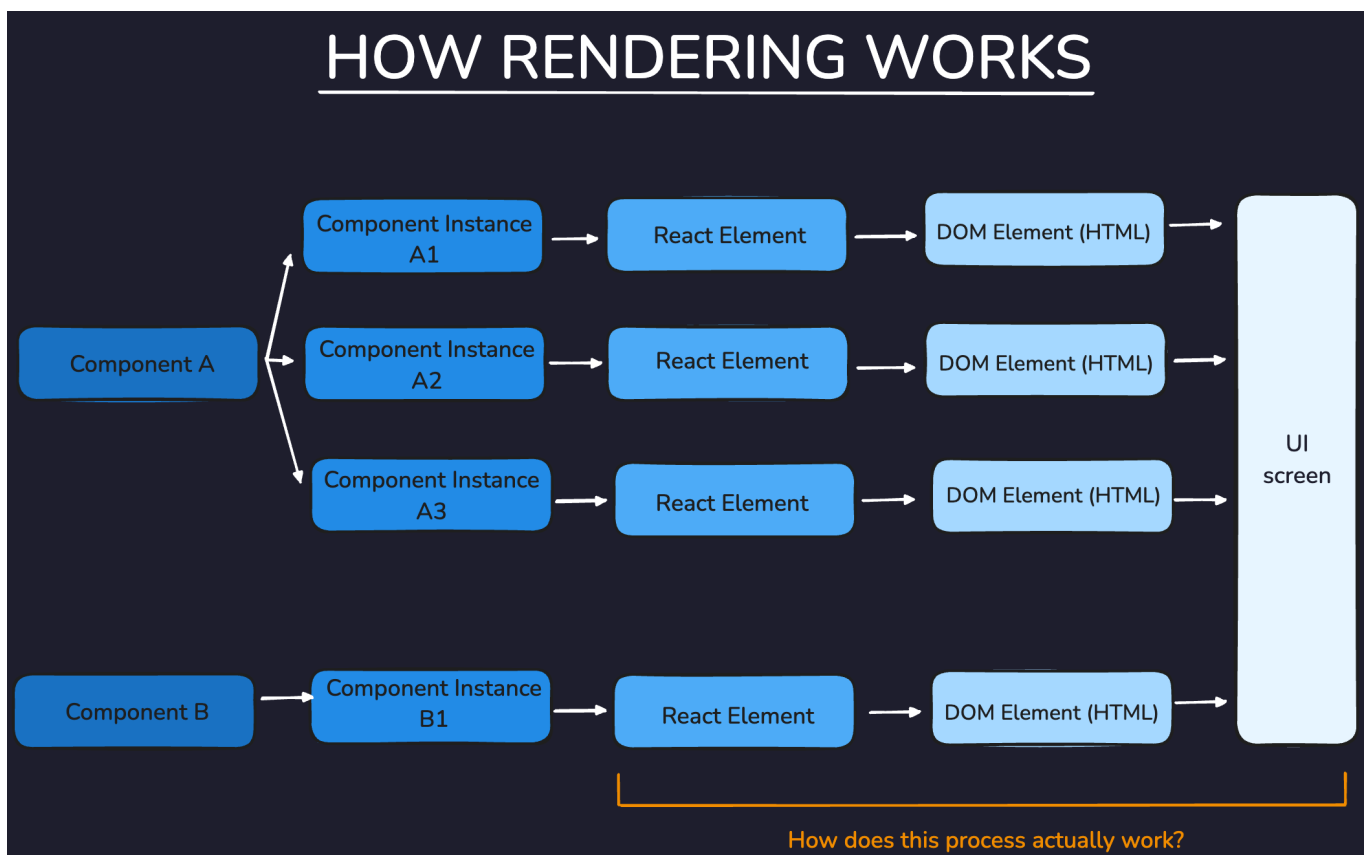 HOW RENDERING WORKS
Component Instance
A1
React Element
DOM Element (HTML)
Component A
Component Instance
A2
React Element
DOM Element (HTML)
Component Instance
A3
React Element
DOM Element (HTML)
UI
screen
Component B
Component Instance
B1
React Element
DOM Element (HTML)
How does this process actually work?